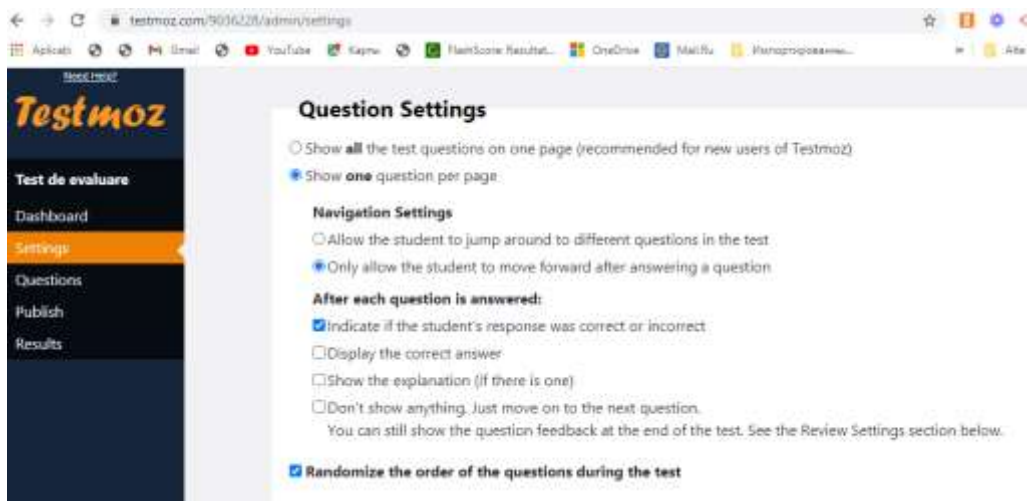 testmoz.com/9036228/admin/settings
Gmail
YouTube
FlashScore
OneDrive
Mail.Ru
Need Help?
Testmoz
Test de evaluare
Dashboard
Settings
Questions
Publish
Results
Question Settings
Show all the test questions on one page (recommended for new users of Testmoz)
Show one question per page
Navigation Settings
Allow the student to jump around to different questions in the test
Only allow the student to move forward after answering a question
After each question is answered:
Indicate if the student's response was correct or incorrect
Display the correct answer
Show the explanation (if there is one)
Don't show anything. Just move on to the next question.
You can still show the question feedback at the end of the test. See the Review Settings section below.
Randomize the order of the questions during the test